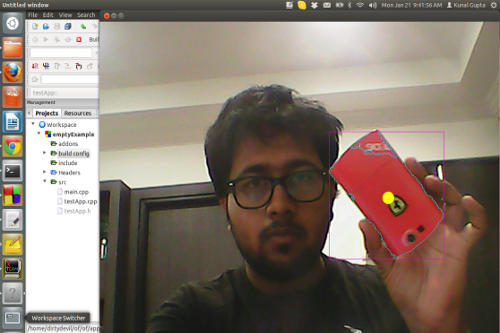 Untitled window
Mon Jan 21 9:41:56 AM
Kunal Gupta
File Edit View Search
Buil
testApp::
Management
Projects Resources
Workspace
emptyExample
addons
build config
include
Headers
src
main.cpp
testApp.cpp
testApp.h
Workspace Switcher
/home/dirtydevil/of/of/app